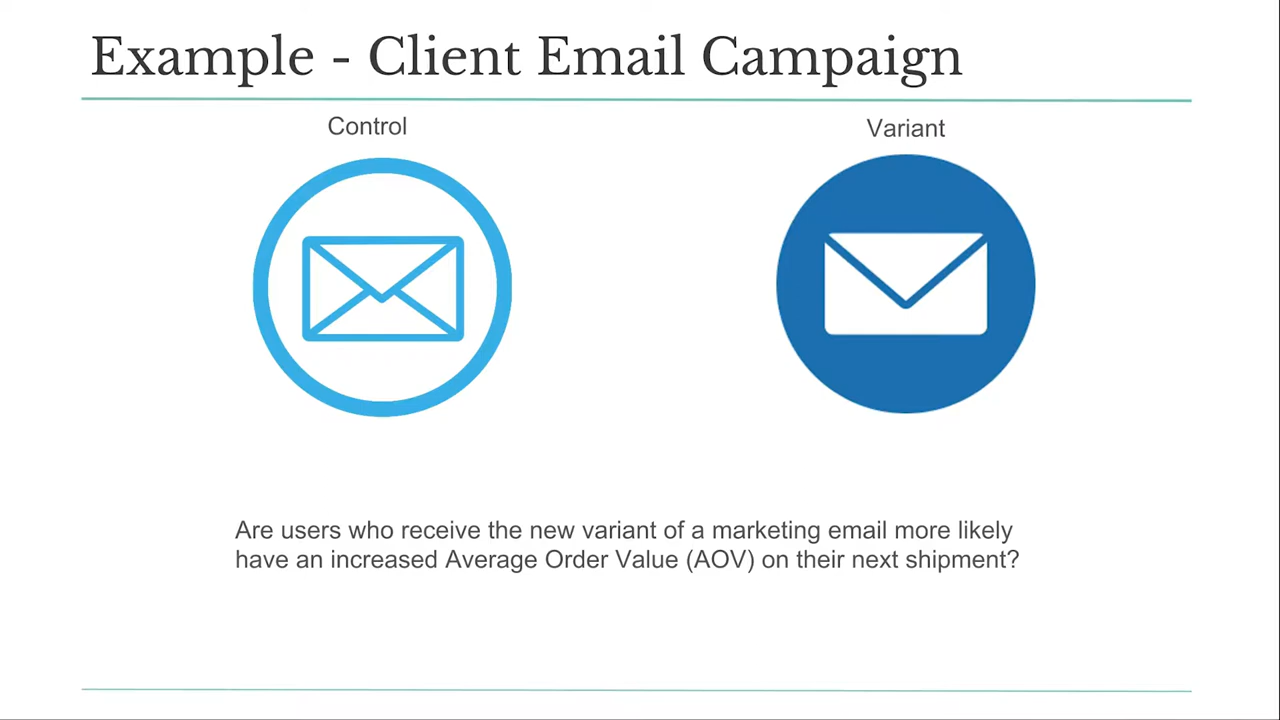 Example - Client Email Campaign
Control
Variant
Are users who receive the new variant of a marketing email more likely
have an increased Average Order Value (AOV) on their next shipment?